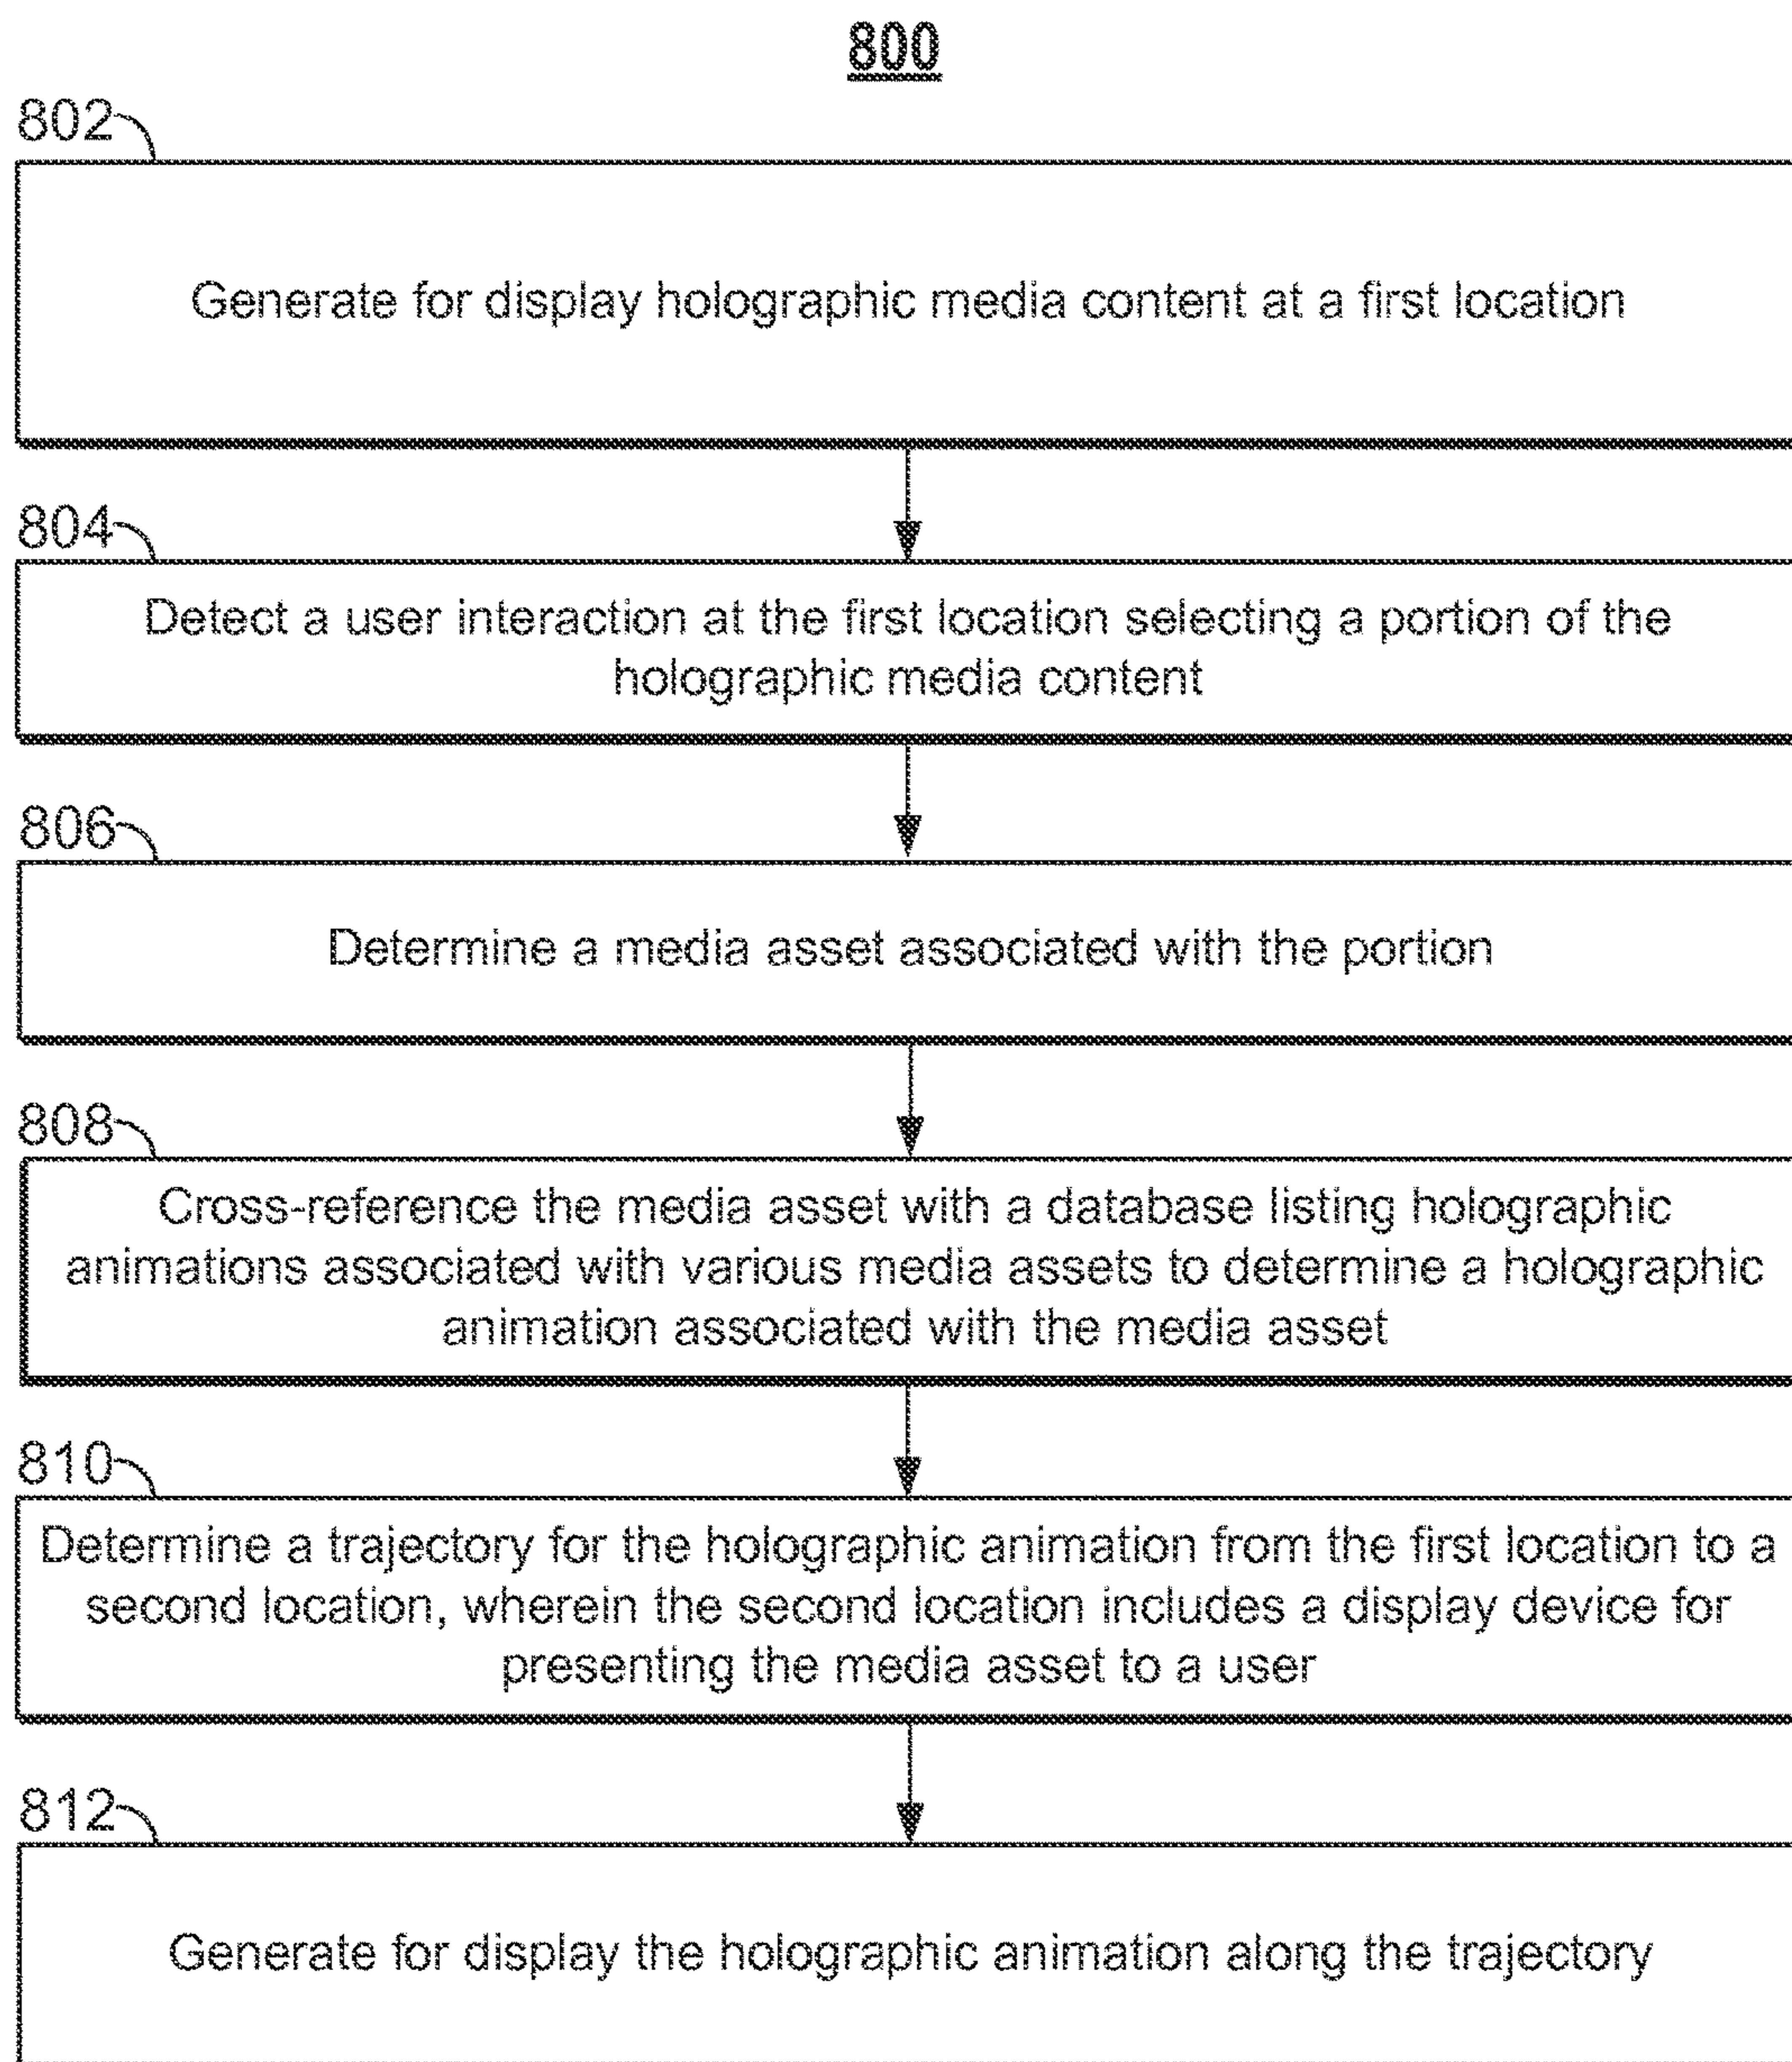 800
802
Generate for display holographic media content at a first location
804
Detect a user interaction at the first location selecting a portion of the
holographic media content
806
Determine a media asset associated with the portion
808
Cross-reference the media asset with a database listing holographic
animations associated with various media assets to determine a holographic
animation associated with the media asset
810
Determine a trajectory for the holographic animation from the first location to a
second location, wherein the second location includes a display device for
presenting the media asset to a user
812
Generate for display the holographic animation along the trajectory